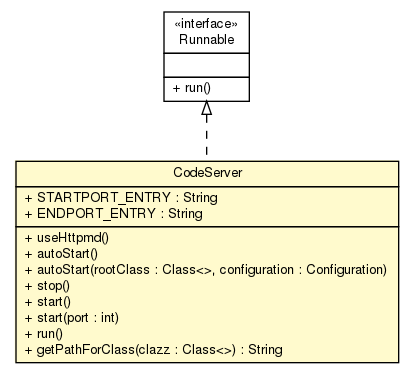 «interface»
Runnable
+ run()
CodeServer
+ STARTPORT_ENTRY : String
+ ENDPORT_ENTRY : String
+ useHttpmd()
+ autoStart()
+ autoStart(rootClass : Class<>, configuration : Configuration)
+ stop()
+ start()
+ start(port : int)
+ run()
+ getPathForClass(clazz : Class<>) : String